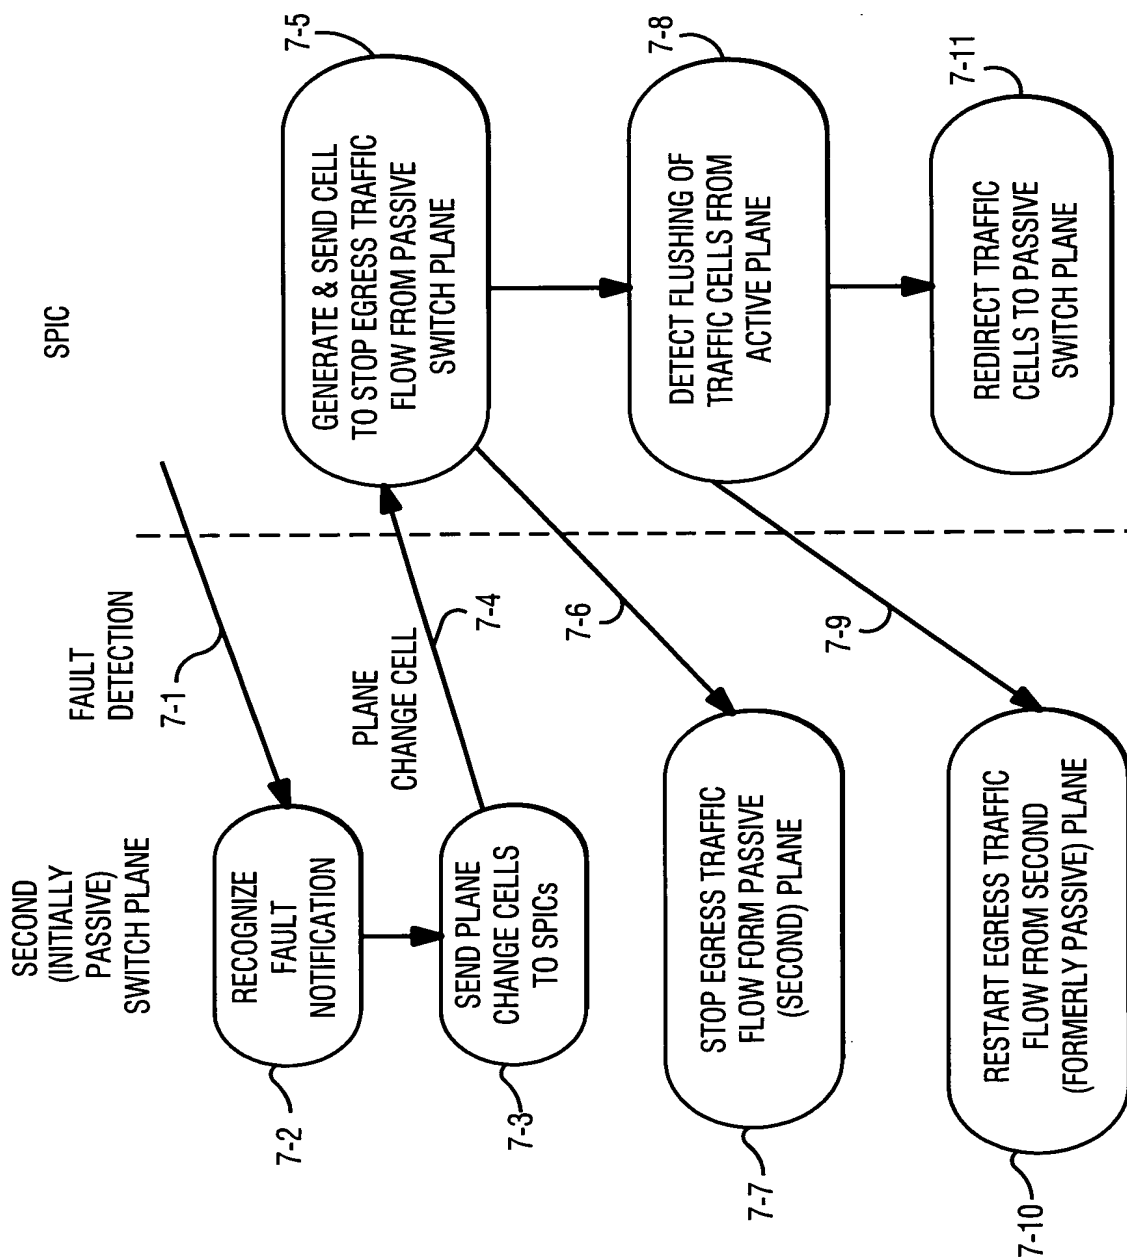 SECOND
(INITIALLY
PASSIVE)
SWITCH PLANE
FAULT
DETECTION
SPIC
7-1
RECOGNIZE
FAULT
NOTIFICATION
7-2
SEND PLANE
CHANGE CELLS
TO SPICs
7-3
PLANE
CHANGE CELL
7-4
GENERATE & SEND CELL
TO STOP EGRESS TRAFFIC
FLOW FROM PASSIVE
SWITCH PLANE
7-5
7-6
STOP EGRESS TRAFFIC
FLOW FORM PASSIVE
(SECOND) PLANE
7-7
DETECT FLUSHING OF
TRAFFIC CELLS FROM
ACTIVE PLANE
7-8
7-9
RESTART EGRESS TRAFFIC
FLOW FROM SECOND
(FORMERLY PASSIVE) PLANE
7-10
REDIRECT TRAFFIC
CELLS TO PASSIVE
SWITCH PLANE
7-11